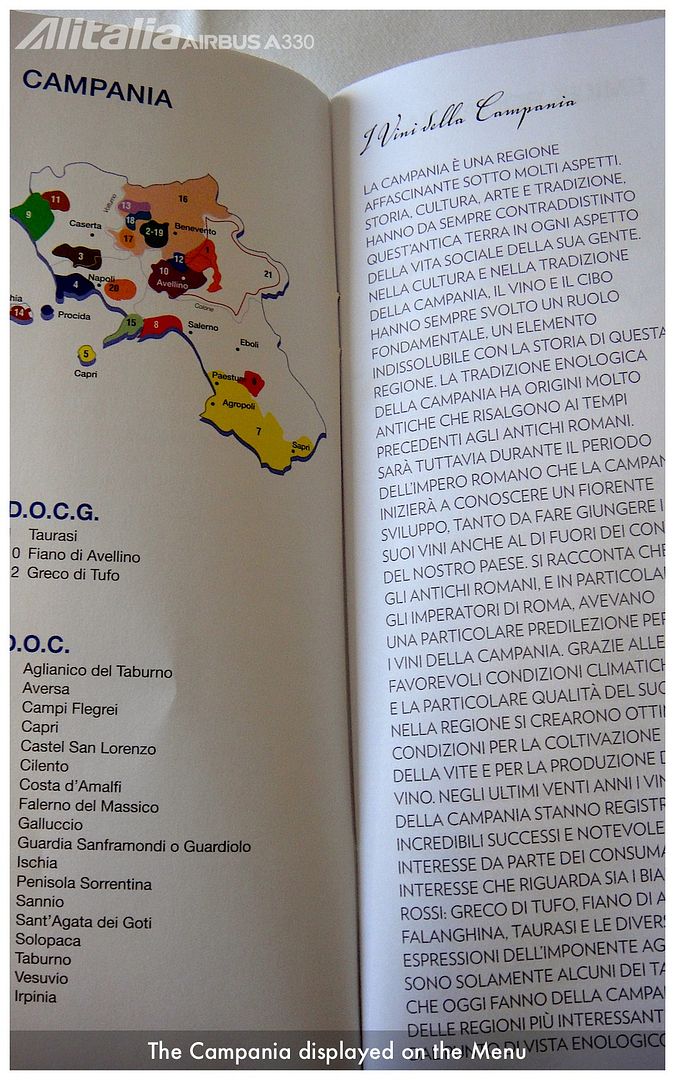 Alitalia AIRBUS A330
CAMPANIA
11
9
13
Volturno
16
Caserta
18
17
2-19
Benevento
3
12
10
Avellino
21
4
Napoli
20
14
Procida
15
8
Salerno
5
Capri
Eboli
Paestum
6
Agropoli
7
Sapri
D.O.C.G.
Taurasi
0 Fiano di Avellino
2 Greco di Tufo
D.O.C.
Aglianico del Taburno
Aversa
Campi Flegrei
Capri
Castel San Lorenzo
Cilento
Costa d'Amalfi
Falerno del Massico
Galluccio
Guardia Sanframondi o Guardiolo
Ischia
Penisola Sorrentina
Sannio
Sant'Agata dei Goti
Solopaca
Taburno
Vesuvio
Irpinia
I Vini della Campania
LA CAMPANIA È UNA REGIONE
AFFASCINANTE SOTTO MOLTI ASPETTI.
STORIA, CULTURA, ARTE E TRADIZIONE,
HANNO DA SEMPRE CONTRADDISTINTO
QUEST'ANTICA TERRA IN OGNI ASPETTO
DELLA VITA SOCIALE DELLA SUA GENTE.
NELLA CULTURA E NELLA TRADIZIONE
DELLA CAMPANIA, IL VINO E IL CIBO
HANNO SEMPRE SVOLTO UN RUOLO
FONDAMENTALE, UN ELEMENTO
INDISSOLUBILE CON LA STORIA DI QUESTA
REGIONE. LA TRADIZIONE ENOLOGICA
DELLA CAMPANIA HA ORIGINI MOLTO
ANTICHE CHE RISALGONO AI TEMPI
PRECEDENTI AGLI ANTICHI ROMANI.
SARÀ TUTTAVIA DURANTE IL PERIODO
DELL'IMPERO ROMANO CHE LA CAMPAN
INIZIERÀ A CONOSCERE UN FIORENTE
SVILUPPO, TANTO DA FARE GIUNGERE I
SUOI VINI ANCHE AL DI FUORI DEI CON
DEL NOSTRO PAESE. SI RACCONTA CHE
GLI ANTICHI ROMANI, E IN PARTICOLA
GLI IMPERATORI DI ROMA, AVEVANO
UNA PARTICOLARE PREDILEZIONE PER
I VINI DELLA CAMPANIA. GRAZIE ALLE
FAVOREVOLI CONDIZIONI CLIMATICH
E LA PARTICOLARE QUALITÀ DEL SUO
NELLA REGIONE SI CREARONO OTTI
CONDIZIONI PER LA COLTIVAZIONE
DELLA VITE E PER LA PRODUZIONE D
VINO. NEGLI ULTIMI VENTI ANNI I VIN
DELLA CAMPANIA STANNO REGISTR
INCREDIBILI SUCCESSI E NOTEVOLE
INTERESSE DA PARTE DEI CONSUMA
INTERESSE CHE RIGUARDA SIA I BIA
ROSSI: GRECO DI TUFO, FIANO DI A
FALANGHINA, TAURASI E LE DIVERS
ESPRESSIONI DELL'IMPONENTE AG
SONO SOLAMENTE ALCUNI DEI TA
CHE OGGI FANNO DELLA CAMPA
DELLE REGIONI PIÙ INTERESSANT
DI VISTA ENOLOGICO
The Campania displayed on the Menu